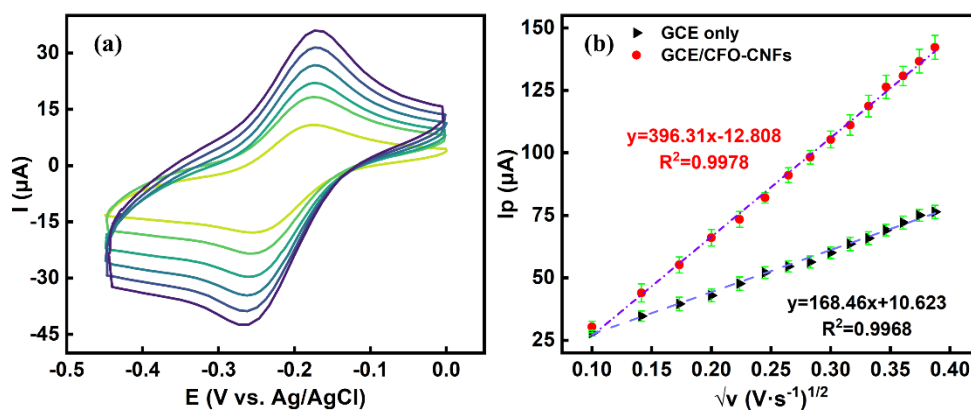 (a)
I (μA)
30
15
0
-15
-30
-45
-0.5
-0.4
-0.3
-0.2
-0.1
0.0
E (V vs. Ag/AgCl)
(b)
GCE only
GCE/CFO-CNFs
y=396.31x-12.808
R²=0.9978
y=168.46x+10.623
R²=0.9968
Ip (μA)
150
125
100
75
50
25
0.10
0.15
0.20
0.25
0.30
0.35
0.40
√v (V·s⁻¹)¹/²